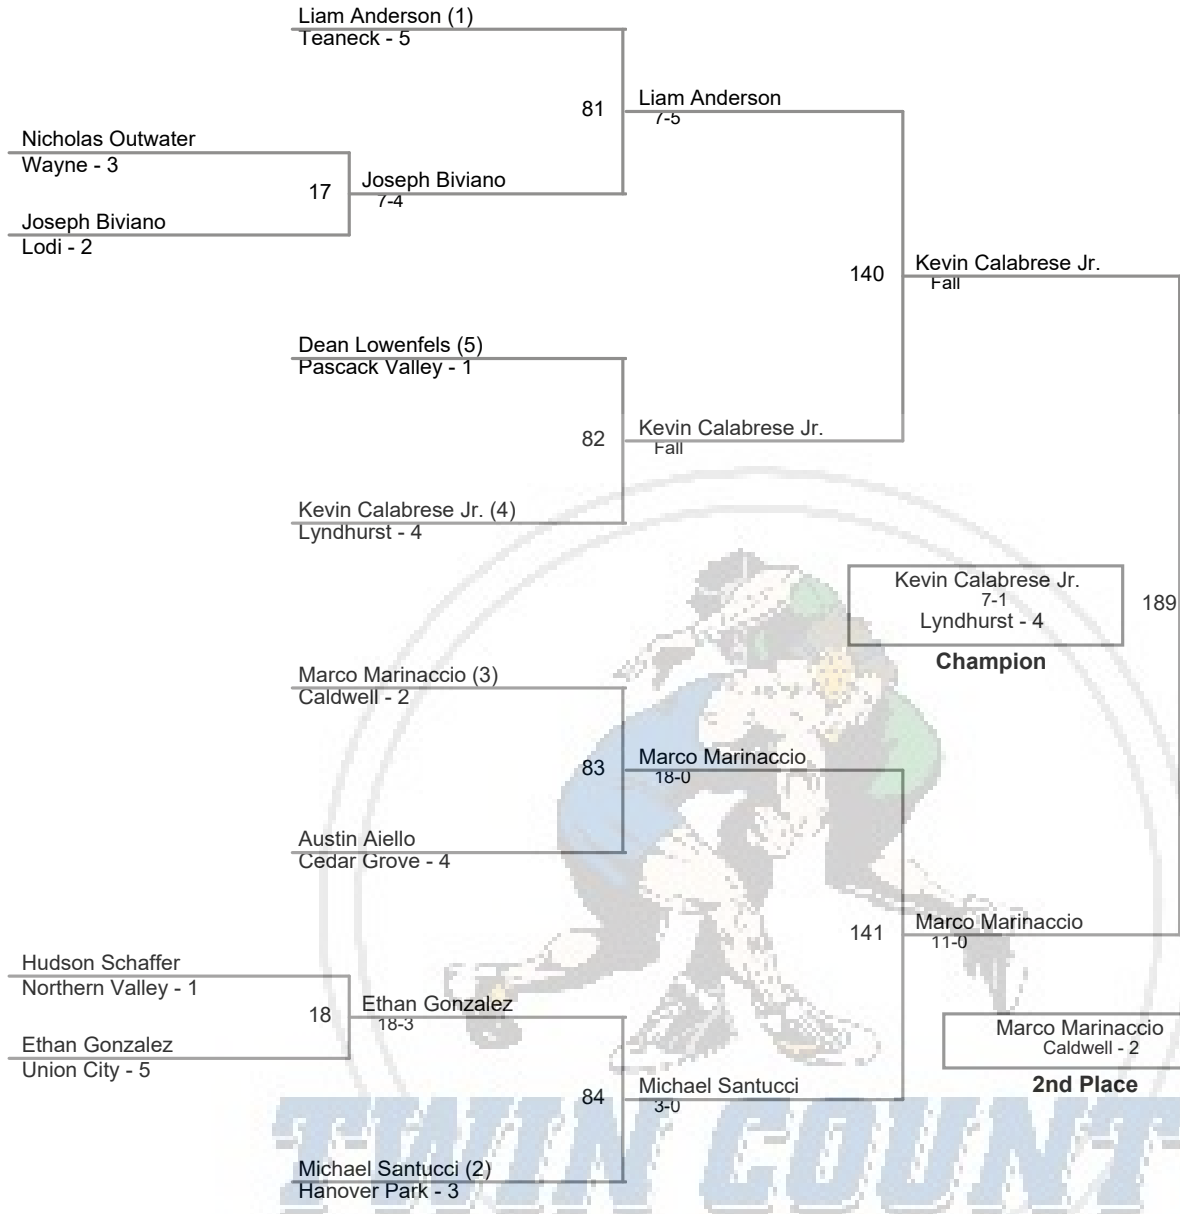 Liam Anderson (1)
Teaneck - 5
81
Liam Anderson
7-5
Nicholas Outwater
Wayne - 3
17
Joseph Biviano
7-4
Joseph Biviano
Lodi - 2
140
Kevin Calabrese Jr.
Fall
Dean Lowenfels (5)
Pascack Valley - 1
82
Kevin Calabrese Jr.
Fall
Kevin Calabrese Jr. (4)
Lyndhurst - 4
Kevin Calabrese Jr.
7-1
Lyndhurst - 4
189
Champion
Marco Marinaccio (3)
Caldwell - 2
83
Marco Marinaccio
18-0
Austin Aiello
Cedar Grove - 4
141
Marco Marinaccio
11-0
Hudson Schaffer
Northern Valley - 1
18
Ethan Gonzalez
18-3
Ethan Gonzalez
Union City - 5
Marco Marinaccio
Caldwell - 2
2nd Place
84
Michael Santucci
3-0
Michael Santucci (2)
Hanover Park - 3
TWIN COUNT